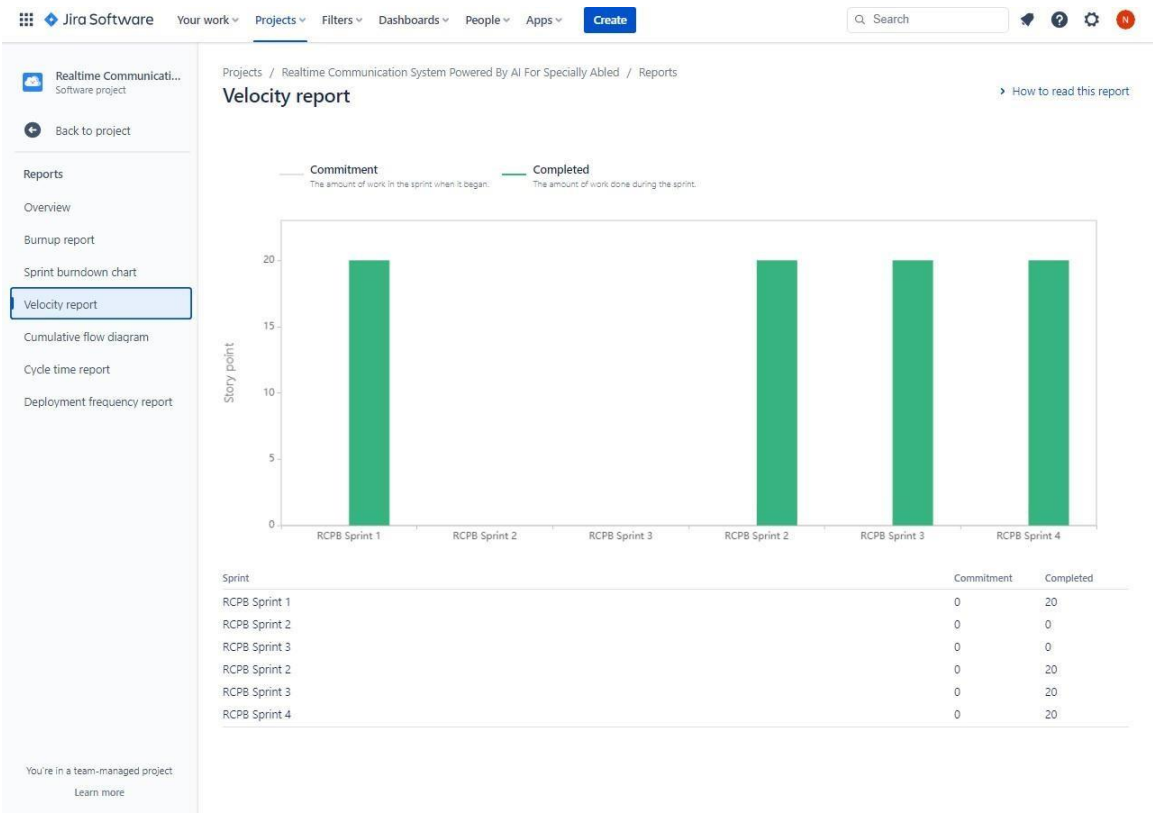 Jira Software Your work Projects Filters Dashboards People Apps Create Search N
Realtime Communicati...
Software project
Back to project
Reports
Overview
Burnup report
Sprint burndown chart
Velocity report
Cumulative flow diagram
Cycle time report
Deployment frequency report
You're in a team-managed project
Learn more
Projects / Realtime Communication System Powered By AI For Specially Abled / Reports
Velocity report
How to read this report
Commitment
The amount of work in the sprint when it began.
Completed
The amount of work done during the sprint.
Story point
20
15
10
5
0
RCPB Sprint 1 RCPB Sprint 2 RCPB Sprint 3 RCPB Sprint 2 RCPB Sprint 3 RCPB Sprint 4
Sprint Commitment Completed
RCPB Sprint 1 0 20
RCPB Sprint 2 0 0
RCPB Sprint 3 0 0
RCPB Sprint 2 0 20
RCPB Sprint 3 0 20
RCPB Sprint 4 0 20